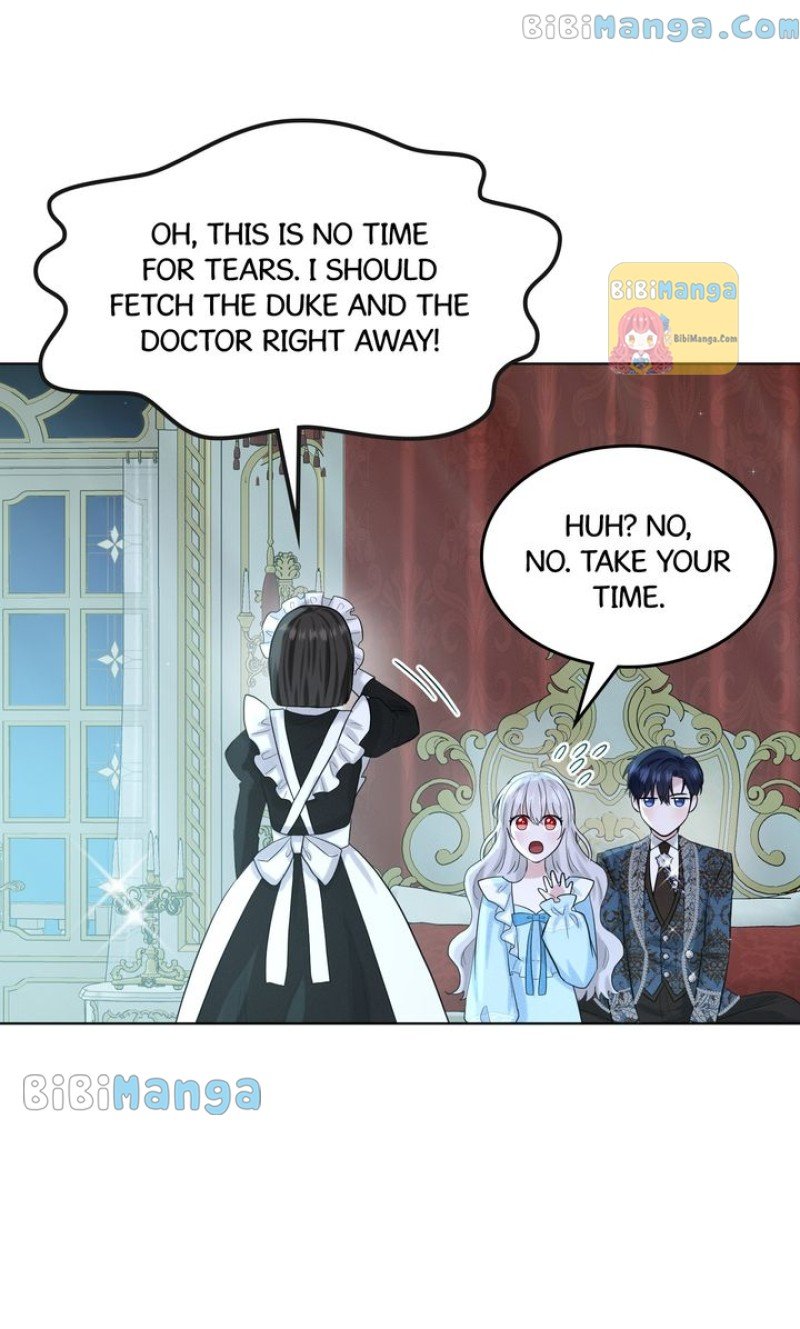 BiBiManga.Com
OH, THIS IS NO TIME
FOR TEARS. I SHOULD
FETCH THE DUKE AND THE
DOCTOR RIGHT AWAY!
BiBiManga
BibiManga.Com
HUH? NO,
NO. TAKE YOUR
TIME.
BiBiManga